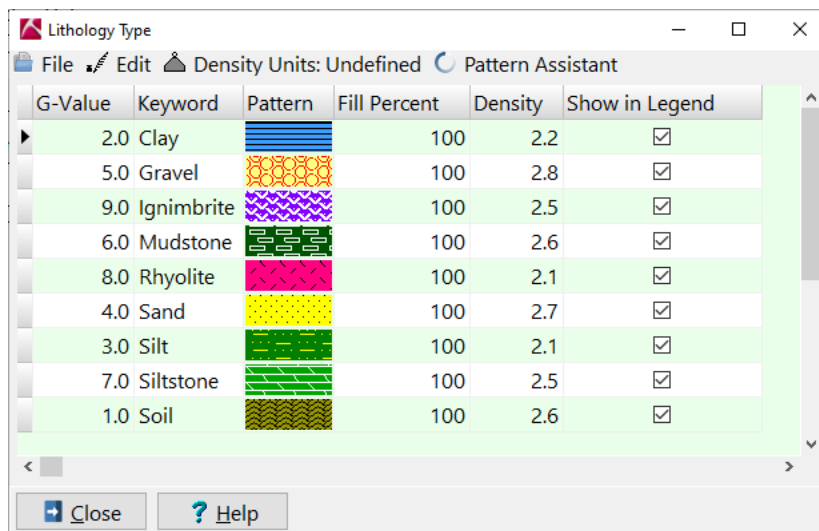 Lithology Type
File Edit Density Units: Undefined Pattern Assistant
G-Value Keyword Pattern Fill Percent Density Show in Legend
2.0 Clay 100 2.2
5.0 Gravel 100 2.8
9.0 Ignimbrite 100 2.5
6.0 Mudstone 100 2.6
8.0 Rhyolite 100 2.1
4.0 Sand 100 2.7
3.0 Silt 100 2.1
7.0 Siltstone 100 2.5
1.0 Soil 100 2.6
Close ? Help